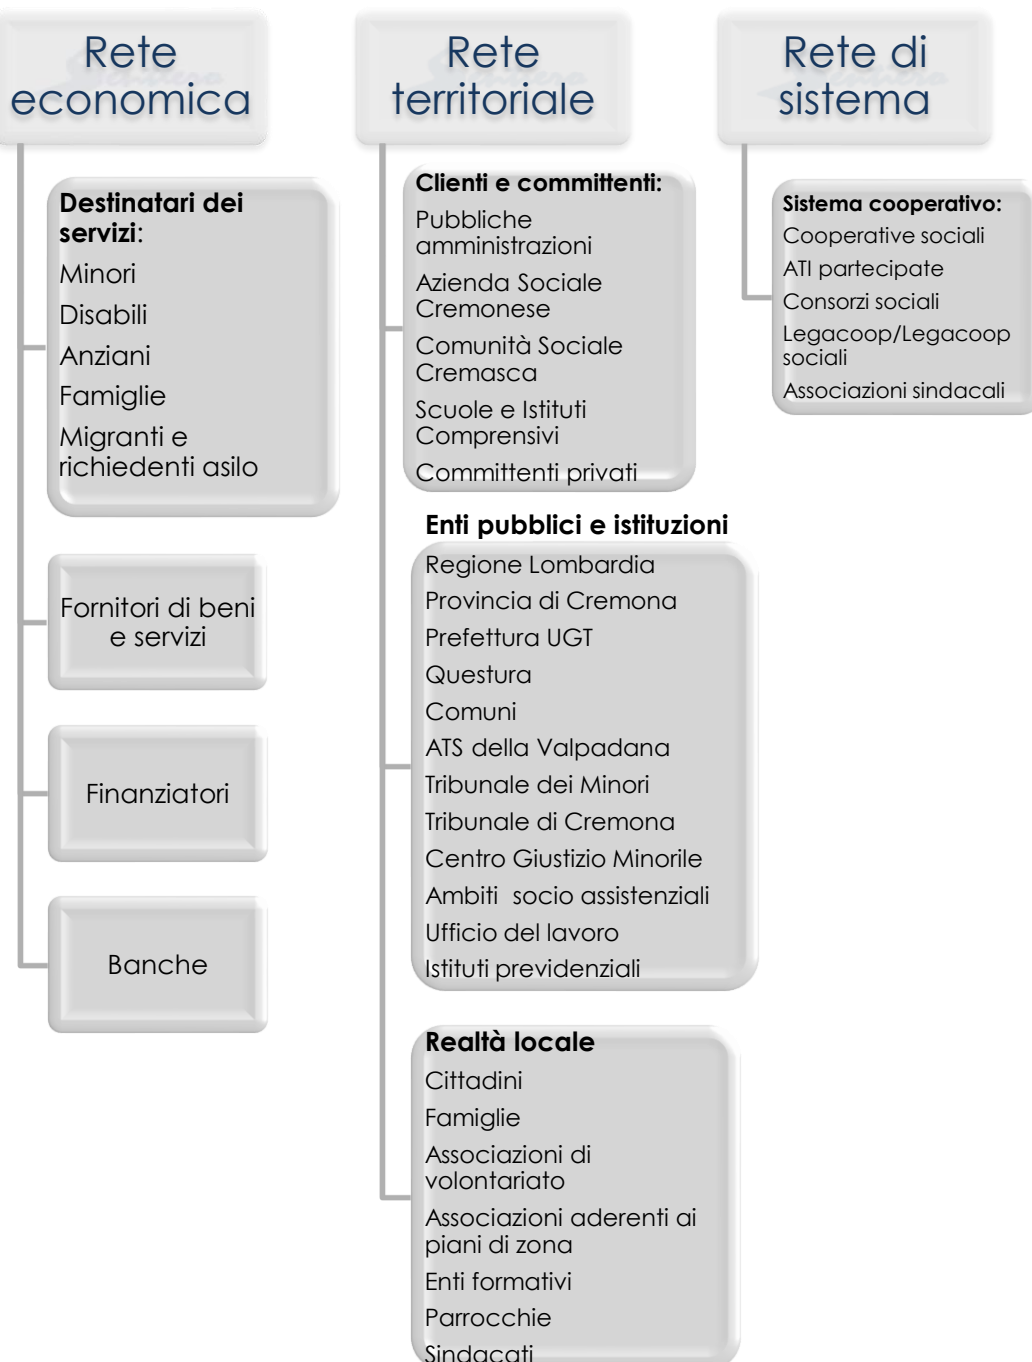 Rete
economica
Destinatari dei
servizi:
Minori
Disabili
Anziani
Famiglie
Migranti e
richiedenti asilo
Fornitori di beni
e servizi
Finanziatori
Banche
Rete
territoriale
Clienti e committenti:
Pubbliche
amministrazioni
Azienda Sociale
Cremonese
Comunità Sociale
Cremasca
Scuole e Istituti
Comprensivi
Committenti privati
Enti pubblici e istituzioni
Regione Lombardia
Provincia di Cremona
Prefettura UGT
Questura
Comuni
ATS della Valpadana
Tribunale dei Minori
Tribunale di Cremona
Centro Giustizio Minorile
Ambiti  socio assistenziali
Ufficio del lavoro
Istituti previdenziali
Realtà locale
Cittadini
Famiglie
Associazioni di
volontariato
Associazioni aderenti ai
piani di zona
Enti formativi
Parrocchie
Sindacati
Rete di
sistema
Sistema cooperativo:
Cooperative sociali
ATI partecipate
Consorzi sociali
Legacoop/Legacoop
sociali
Associazioni sindacali